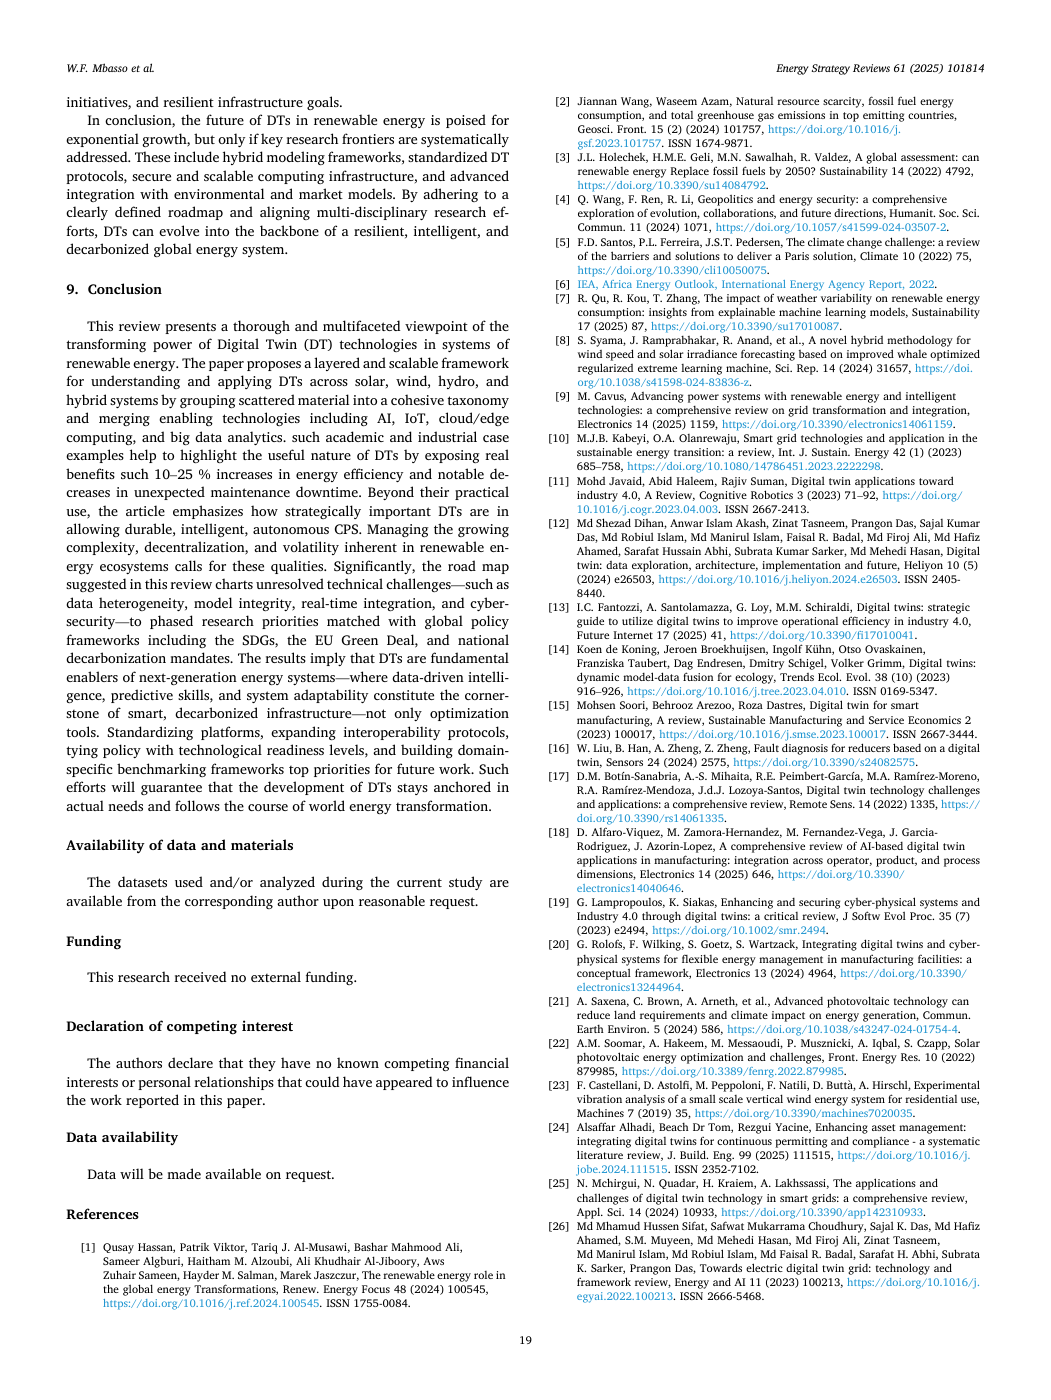 W.F. Mbasso et al.
Energy Strategy Reviews 61 (2025) 101814
initiatives, and resilient infrastructure goals.
In conclusion, the future of DTs in renewable energy is poised for
exponential growth, but only if key research frontiers are systematically
addressed. These include hybrid modeling frameworks, standardized DT
protocols, secure and scalable computing infrastructure, and advanced
integration with environmental and market models. By adhering to a
clearly defined roadmap and aligning multi-disciplinary research ef-
forts, DTs can evolve into the backbone of a resilient, intelligent, and
decarbonized global energy system.
9. Conclusion
This review presents a thorough and multifaceted viewpoint of the
transforming power of Digital Twin (DT) technologies in systems of
renewable energy. The paper proposes a layered and scalable framework
for understanding and applying DTs across solar, wind, hydro, and
hybrid systems by grouping scattered material into a cohesive taxonomy
and merging enabling technologies including AI, IoT, cloud/edge
computing, and big data analytics. such academic and industrial case
examples help to highlight the useful nature of DTs by exposing real
benefits such 10–25 % increases in energy efficiency and notable de-
creases in unexpected maintenance downtime. Beyond their practical
use, the article emphasizes how strategically important DTs are in
allowing durable, intelligent, autonomous CPS. Managing the growing
complexity, decentralization, and volatility inherent in renewable en-
ergy ecosystems calls for these qualities. Significantly, the road map
suggested in this review charts unresolved technical challenges—such as
data heterogeneity, model integrity, real-time integration, and cyber-
security—to phased research priorities matched with global policy
frameworks including the SDGs, the EU Green Deal, and national
decarbonization mandates. The results imply that DTs are fundamental
enablers of next-generation energy systems—where data-driven intelli-
gence, predictive skills, and system adaptability constitute the corner-
stone of smart, decarbonized infrastructure—not only optimization
tools. Standardizing platforms, expanding interoperability protocols,
tying policy with technological readiness levels, and building domain-
specific benchmarking frameworks top priorities for future work. Such
efforts will guarantee that the development of DTs stays anchored in
actual needs and follows the course of world energy transformation.
Availability of data and materials
The datasets used and/or analyzed during the current study are
available from the corresponding author upon reasonable request.
Funding
This research received no external funding.
Declaration of competing interest
The authors declare that they have no known competing financial
interests or personal relationships that could have appeared to influence
the work reported in this paper.
Data availability
Data will be made available on request.
References
[1] Qusay Hassan, Patrik Viktor, Tariq J. Al-Musawi, Bashar Mahmood Ali,
Sameer Algburi, Haitham M. Alzoubi, Ali Khudhair Al-Jiboory, Aws
Zuhair Sameen, Hayder M. Salman, Marek Jaszczur, The renewable energy role in
the global energy Transformations, Renew. Energy Focus 48 (2024) 100545,
https://doi.org/10.1016/j.ref.2024.100545. ISSN 1755-0084.
[2] Jiannan Wang, Waseem Azam, Natural resource scarcity, fossil fuel energy
consumption, and total greenhouse gas emissions in top emitting countries,
Geosci. Front. 15 (2) (2024) 101757, https://doi.org/10.1016/j.
gsf.2023.101757. ISSN 1674-9871.
[3] J.L. Holechek, H.M.E. Geli, M.N. Sawalhah, R. Valdez, A global assessment: can
renewable energy Replace fossil fuels by 2050? Sustainability 14 (2022) 4792,
https://doi.org/10.3390/su14084792.
[4] Q. Wang, F. Ren, R. Li, Geopolitics and energy security: a comprehensive
exploration of evolution, collaborations, and future directions, Humanit. Soc. Sci.
Commun. 11 (2024) 1071, https://doi.org/10.1057/s41599-024-03507-2.
[5] F.D. Santos, P.L. Ferreira, J.S.T. Pedersen, The climate change challenge: a review
of the barriers and solutions to deliver a Paris solution, Climate 10 (2022) 75,
https://doi.org/10.3390/cli10050075.
[6] IEA, Africa Energy Outlook, International Energy Agency Report, 2022.
[7] R. Qu, R. Kou, T. Zhang, The impact of weather variability on renewable energy
consumption: insights from explainable machine learning models, Sustainability
17 (2025) 87, https://doi.org/10.3390/su17010087.
[8] S. Syama, J. Ramprabhakar, R. Anand, et al., A novel hybrid methodology for
wind speed and solar irradiance forecasting based on improved whale optimized
regularized extreme learning machine, Sci. Rep. 14 (2024) 31657, https://doi.
org/10.1038/s41598-024-83836-z.
[9] M. Cavus, Advancing power systems with renewable energy and intelligent
technologies: a comprehensive review on grid transformation and integration,
Electronics 14 (2025) 1159, https://doi.org/10.3390/electronics14061159.
[10] M.J.B. Kabeyi, O.A. Olanrewaju, Smart grid technologies and application in the
sustainable energy transition: a review, Int. J. Sustain. Energy 42 (1) (2023)
685–758, https://doi.org/10.1080/14786451.2023.2222298.
[11] Mohd Javaid, Abid Haleem, Rajiv Suman, Digital twin applications toward
industry 4.0, A Review, Cognitive Robotics 3 (2023) 71–92, https://doi.org/
10.1016/j.cogr.2023.04.003. ISSN 2667-2413.
[12] Md Shezad Dihan, Anwar Islam Akash, Zinat Tasneem, Prangon Das, Sajal Kumar
Das, Md Robiul Islam, Md Manirul Islam, Faisal R. Badal, Md Firoj Ali, Md Hafiz
Ahamed, Sarafat Hussain Abhi, Subrata Kumar Sarker, Md Mehedi Hasan, Digital
twin: data exploration, architecture, implementation and future, Heliyon 10 (5)
(2024) e26503, https://doi.org/10.1016/j.heliyon.2024.e26503. ISSN 2405-
8440.
[13] I.C. Fantozzi, A. Santolamazza, G. Loy, M.M. Schiraldi, Digital twins: strategic
guide to utilize digital twins to improve operational efficiency in industry 4.0,
Future Internet 17 (2025) 41, https://doi.org/10.3390/fi17010041.
[14] Koen de Koning, Jeroen Broekhuijsen, Ingolf Kühn, Otso Ovaskainen,
Franziska Taubert, Dag Endresen, Dmitry Schigel, Volker Grimm, Digital twins:
dynamic model-data fusion for ecology, Trends Ecol. Evol. 38 (10) (2023)
916–926, https://doi.org/10.1016/j.tree.2023.04.010. ISSN 0169-5347.
[15] Mohsen Soori, Behrooz Arezoo, Roza Dastres, Digital twin for smart
manufacturing, A review, Sustainable Manufacturing and Service Economics 2
(2023) 100017, https://doi.org/10.1016/j.smse.2023.100017. ISSN 2667-3444.
[16] W. Liu, B. Han, A. Zheng, Z. Zheng, Fault diagnosis for reducers based on a digital
twin, Sensors 24 (2024) 2575, https://doi.org/10.3390/s24082575.
[17] D.M. Botín-Sanabria, A.-S. Mihaita, R.E. Peimbert-García, M.A. Ramírez-Moreno,
R.A. Ramírez-Mendoza, J.d.J. Lozoya-Santos, Digital twin technology challenges
and applications: a comprehensive review, Remote Sens. 14 (2022) 1335, https://
doi.org/10.3390/rs14061335.
[18] D. Alfaro-Viquez, M. Zamora-Hernandez, M. Fernandez-Vega, J. Garcia-
Rodriguez, J. Azorin-Lopez, A comprehensive review of AI-based digital twin
applications in manufacturing: integration across operator, product, and process
dimensions, Electronics 14 (2025) 646, https://doi.org/10.3390/
electronics14040646.
[19] G. Lampropoulos, K. Siakas, Enhancing and securing cyber-physical systems and
Industry 4.0 through digital twins: a critical review, J Softw Evol Proc. 35 (7)
(2023) e2494, https://doi.org/10.1002/smr.2494.
[20] G. Rolofs, F. Wilking, S. Goetz, S. Wartzack, Integrating digital twins and cyber-
physical systems for flexible energy management in manufacturing facilities: a
conceptual framework, Electronics 13 (2024) 4964, https://doi.org/10.3390/
electronics13244964.
[21] A. Saxena, C. Brown, A. Arneth, et al., Advanced photovoltaic technology can
reduce land requirements and climate impact on energy generation, Commun.
Earth Environ. 5 (2024) 586, https://doi.org/10.1038/s43247-024-01754-4.
[22] A.M. Soomar, A. Hakeem, M. Messaoudi, P. Musznicki, A. Iqbal, S. Czapp, Solar
photovoltaic energy optimization and challenges, Front. Energy Res. 10 (2022)
879985, https://doi.org/10.3389/fenrg.2022.879985.
[23] F. Castellani, D. Astolfi, M. Peppoloni, F. Natili, D. Buttà, A. Hirschl, Experimental
vibration analysis of a small scale vertical wind energy system for residential use,
Machines 7 (2019) 35, https://doi.org/10.3390/machines7020035.
[24] Alsaffar Alhadi, Beach Dr Tom, Rezgui Yacine, Enhancing asset management:
integrating digital twins for continuous permitting and compliance - a systematic
literature review, J. Build. Eng. 99 (2025) 111515, https://doi.org/10.1016/j.
jobe.2024.111515. ISSN 2352-7102.
[25] N. Mchirgui, N. Quadar, H. Kraiem, A. Lakhssassi, The applications and
challenges of digital twin technology in smart grids: a comprehensive review,
Appl. Sci. 14 (2024) 10933, https://doi.org/10.3390/app142310933.
[26] Md Mhamud Hussen Sifat, Safwat Mukarrama Choudhury, Sajal K. Das, Md Hafiz
Ahamed, S.M. Muyeen, Md Mehedi Hasan, Md Firoj Ali, Zinat Tasneem,
Md Manirul Islam, Md Robiul Islam, Md Faisal R. Badal, Sarafat H. Abhi, Subrata
K. Sarker, Prangon Das, Towards electric digital twin grid: technology and
framework review, Energy and AI 11 (2023) 100213, https://doi.org/10.1016/j.
egyai.2022.100213. ISSN 2666-5468.
19